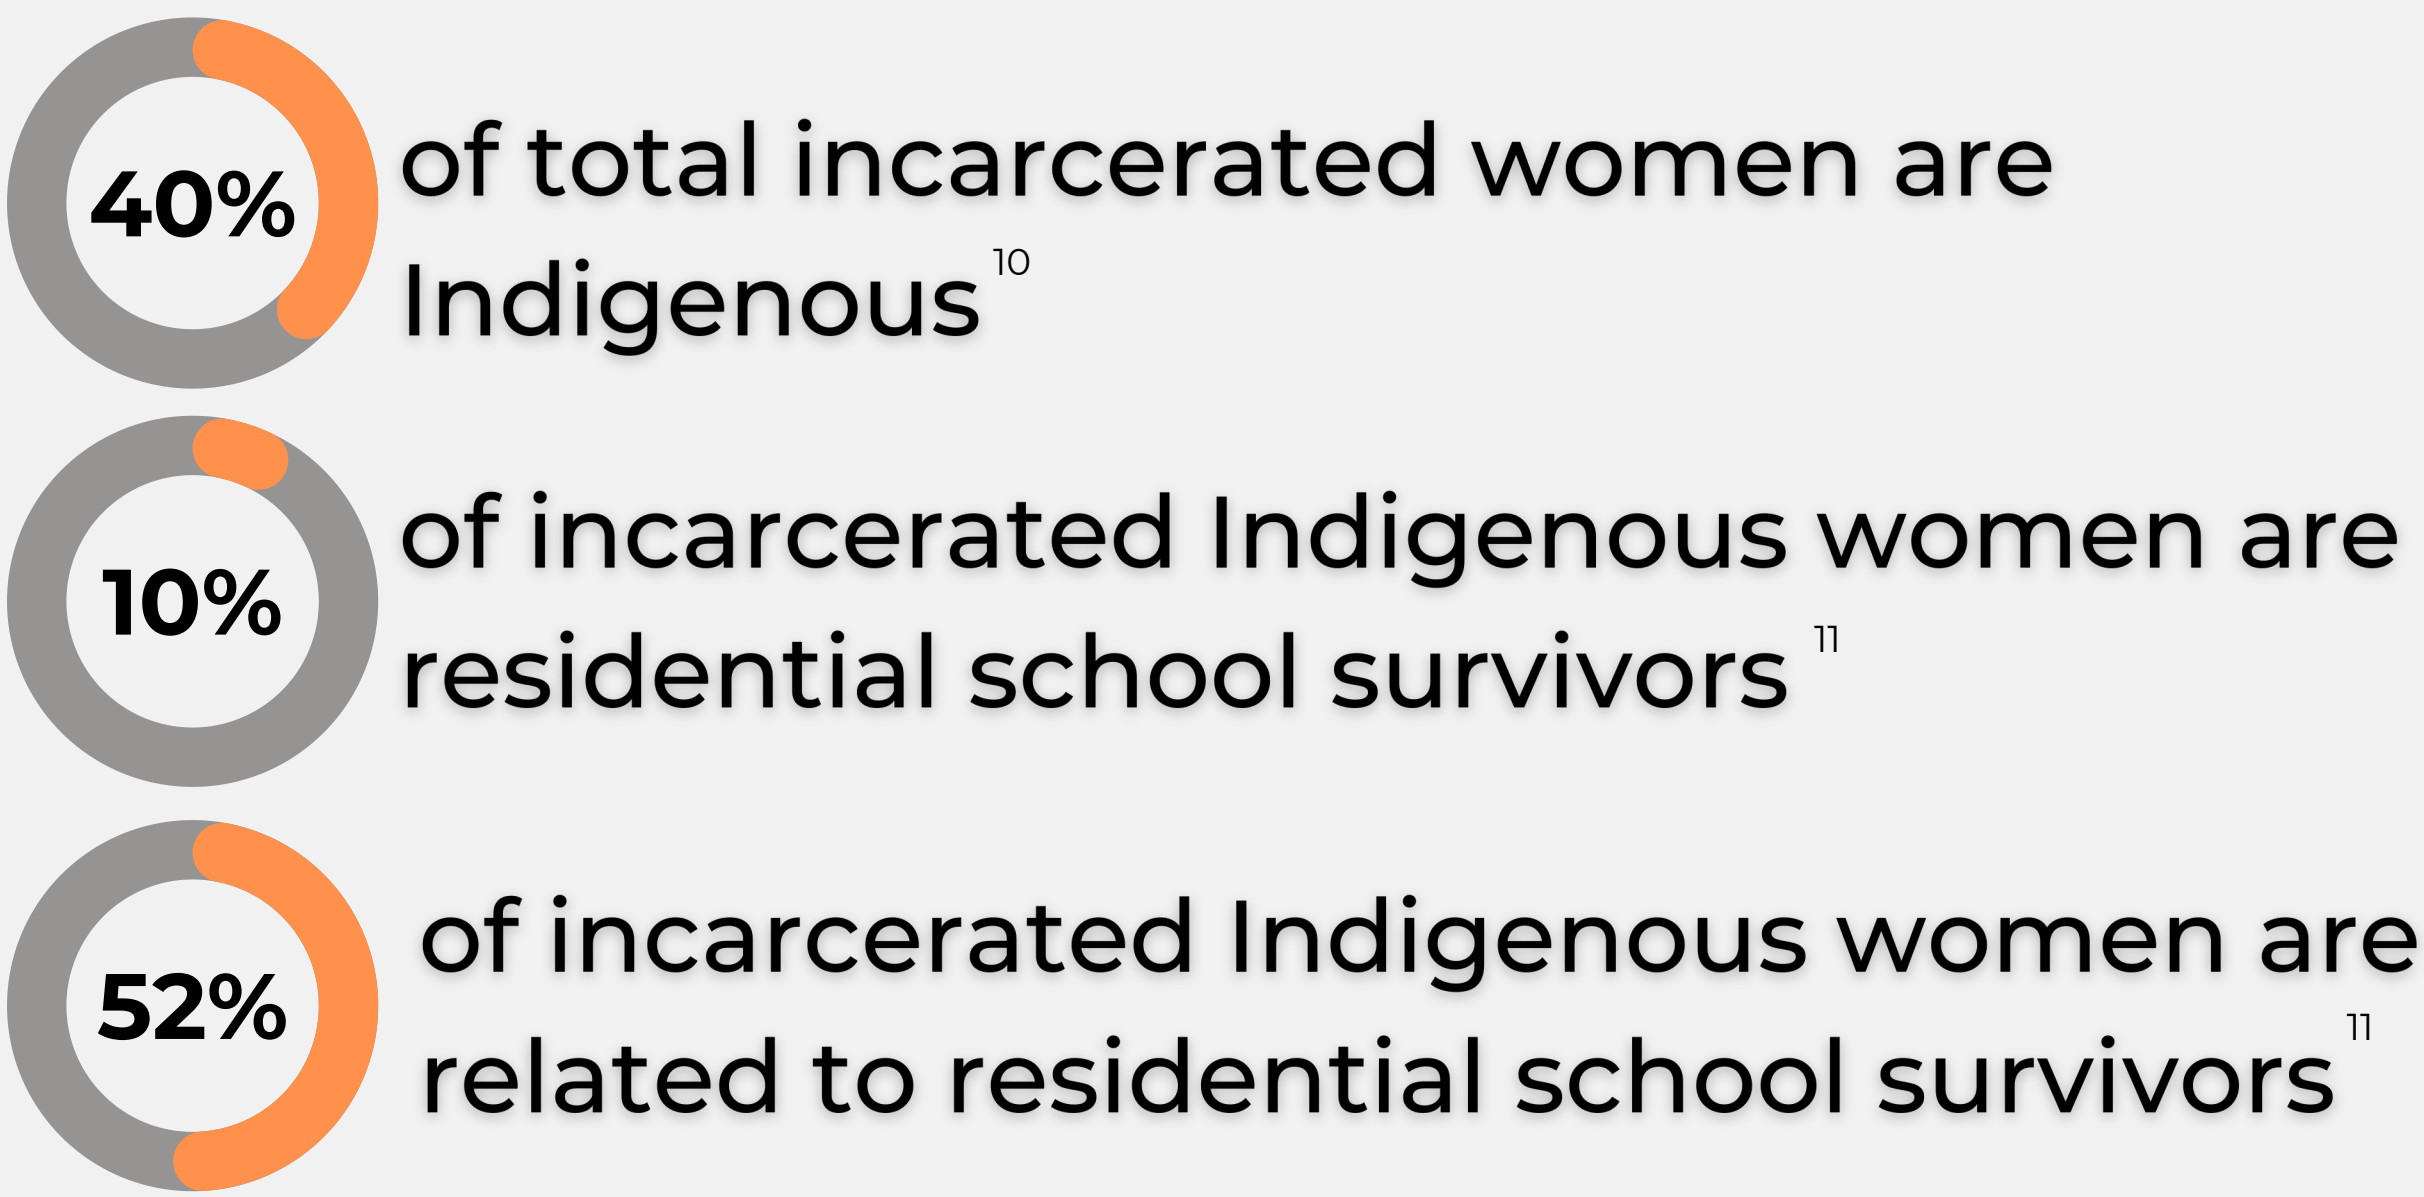 40%
of total incarcerated women are
Indigenous 10
10%
of incarcerated Indigenous women are
residential school survivors 11
52%
of incarcerated Indigenous women are
related to residential school survivors 11